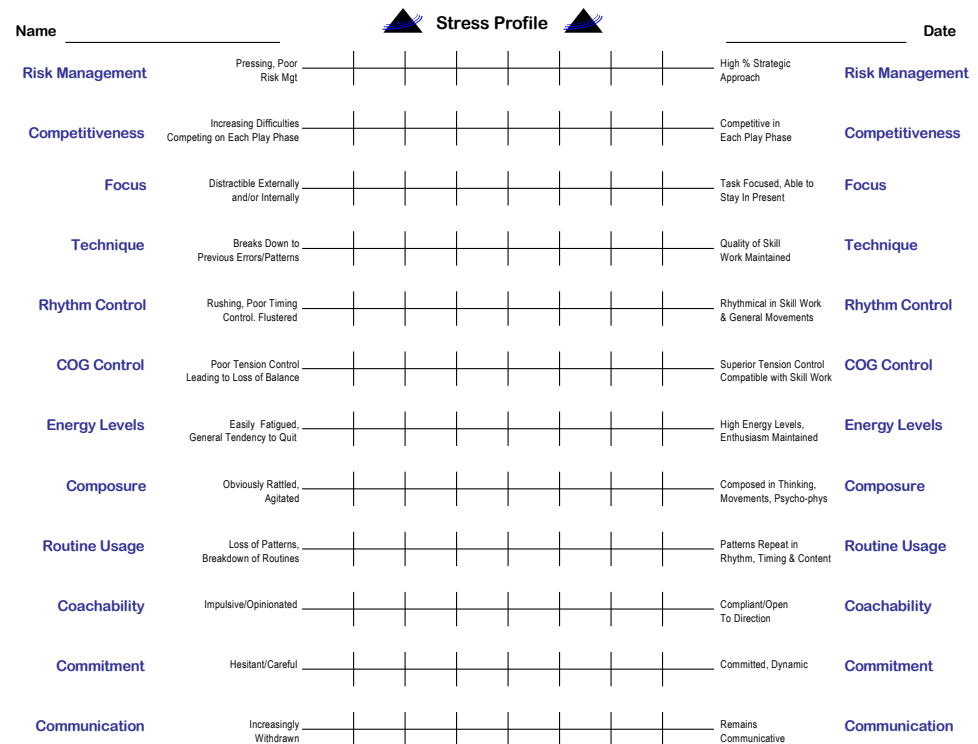 Stress Profile
Name Date
Risk Management Pressing, Poor High % Strategic Risk Management
Risk Mgt Approach
Competitiveness Increasing Difficulties Competitive in Competitiveness
Competing on Each Play Phase Each Play Phase
Focus Distractible Externally Task Focused, Able to Focus
and/or Internally Stay In Present
Technique Breaks Down to Quality of Skill Technique
Previous Errors/Patterns Work Maintained
Rhythm Control Rushing, Poor Timing Rhythmical in Skill Work Rhythm Control
Control. Flustered & General Movements
COG Control Poor Tension Control Superior Tension Control COG Control
Leading to Loss of Balance Compatible with Skill Work
Energy Levels Easily Fatigued, High Energy Levels, Energy Levels
General Tendency to Quit Enthusiasm Maintained
Composure Obviously Rattled, Composed in Thinking, Composure
Agitated Movements, Psycho-phys
Routine Usage Loss of Patterns, Patterns Repeat in Routine Usage
Breakdown of Routines Rhythm, Timing & Content
Coachability Impulsive/Opinionated Compliant/Open Coachability
To Direction
Commitment Hesitant/Careful Committed, Dynamic Commitment
Communication Increasingly Remains Communication
Withdrawn Communicative